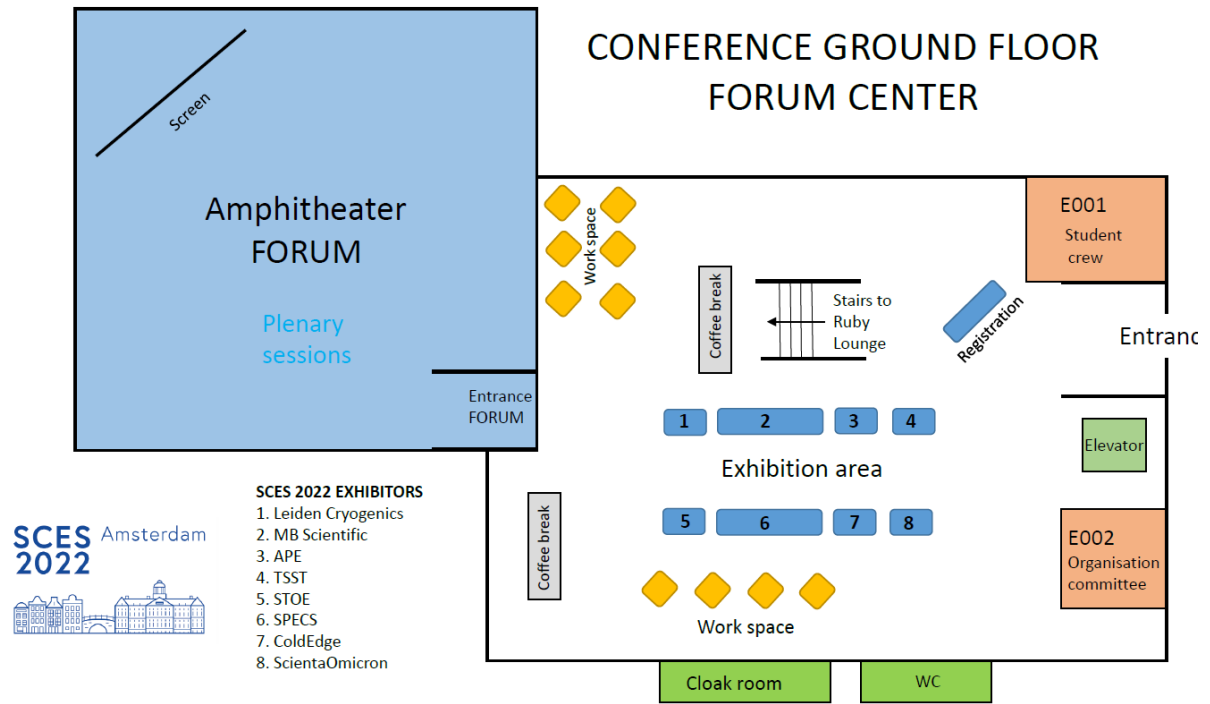 CONFERENCE GROUND FLOOR
FORUM CENTER
Screen
Amphitheater
FORUM
Plenary
sessions
Entrance
FORUM
Work space
Coffee break
Stairs to
Ruby
Lounge
Registration
E001
Student
crew
Entranc
1
2
3
4
Exhibition area
Elevator
5
6
7
8
Coffee break
E002
Organisation
committee
Work space
Cloak room
WC
SCES 2022 EXHIBITORS
1. Leiden Cryogenics
2. MB Scientific
3. APE
4. TSST
5. STOE
6. SPECS
7. ColdEdge
8. ScientaOmicron
SCES Amsterdam
2022